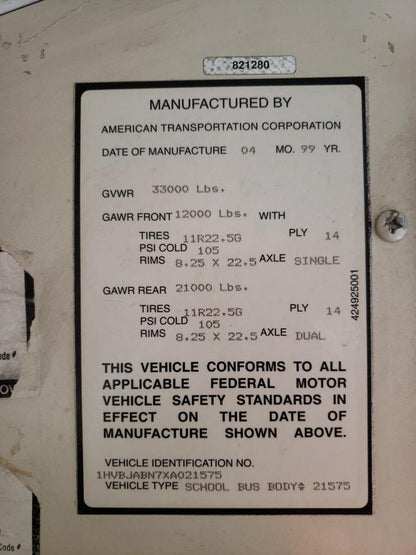 821280
MANUFACTURED BY
AMERICAN TRANSPORTATION CORPORATION
DATE OF MANUFACTURE 04 MO. 99 YR.
GVWR 33000 Lbs.
GAWR FRONT 12000 Lbs. WITH
TIRES 11R22.5G PLY 14
PSI COLD 105
RIMS 8.25 X 22.5 AXLE SINGLE
GAWR REAR 21000 Lbs.
TIRES 11R22.5G PLY 14
PSI COLD 105
RIMS 8.25 X 22.5 AXLE DUAL
424925001
THIS VEHICLE CONFORMS TO ALL
APPLICABLE FEDERAL MOTOR
VEHICLE SAFETY STANDARDS IN
EFFECT ON THE DATE OF
MANUFACTURE SHOWN ABOVE.
VEHICLE IDENTIFICATION NO.
1HVBJABN7XA021575
VEHICLE TYPE SCHOOL BUS BODY# 21575
Code #